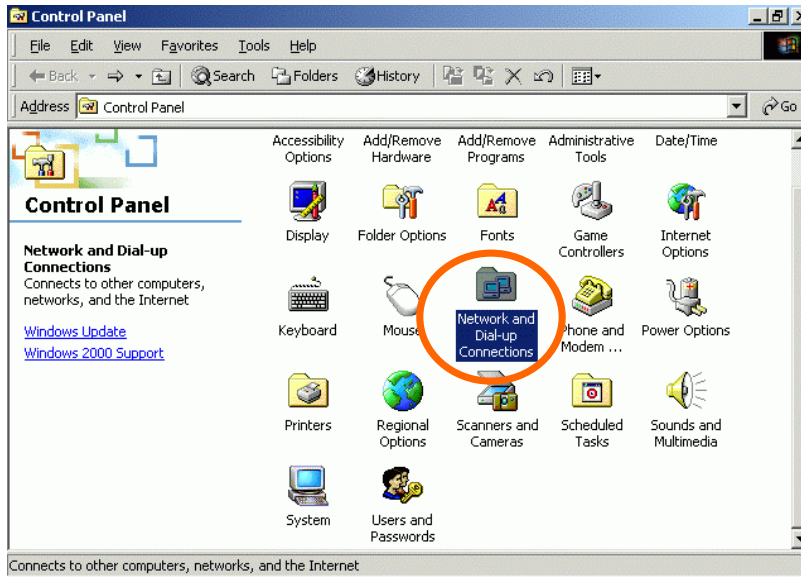 Control Panel
File Edit View Favorites Tools Help
Back Search Folders History
Address Control Panel Go
Control Panel
Network and Dial-up
Connections
Connects to other computers,
networks, and the Internet
Windows Update
Windows 2000 Support
Accessibility
Options
Add/Remove
Hardware
Add/Remove
Programs
Administrative
Tools
Date/Time
Display
Folder Options
Fonts
Game
Controllers
Internet
Options
Keyboard
Mouse
Network and
Dial-up
Connections
Phone and
Modem ...
Power Options
Printers
Regional
Options
Scanners and
Cameras
Scheduled
Tasks
Sounds and
Multimedia
System
Users and
Passwords
Connects to other computers, networks, and the Internet